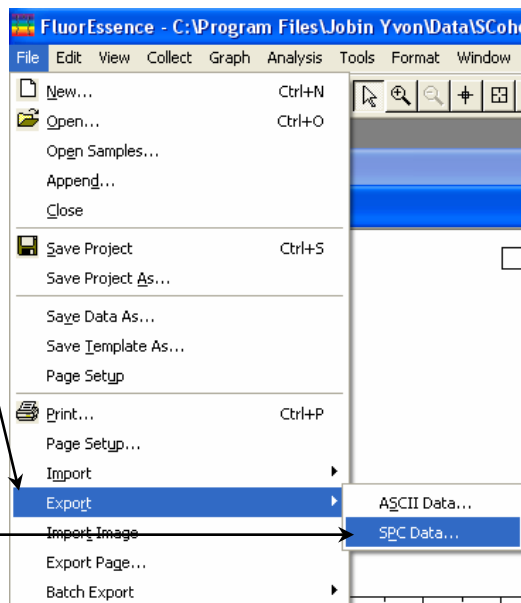 FluorEssence - C:\Program Files\Jobin Yvon\Data\SCohe
File Edit View Collect Graph Analysis Tools Format Window
New... Ctrl+N
Open... Ctrl+O
Open Samples...
Append...
Close
Save Project Ctrl+S
Save Project As...
Save Data As...
Save Template As...
Page Setup
Print... Ctrl+P
Page Setup...
Import
Export
ASCII Data...
Import Image
SPC Data...
Export Page...
Batch Export